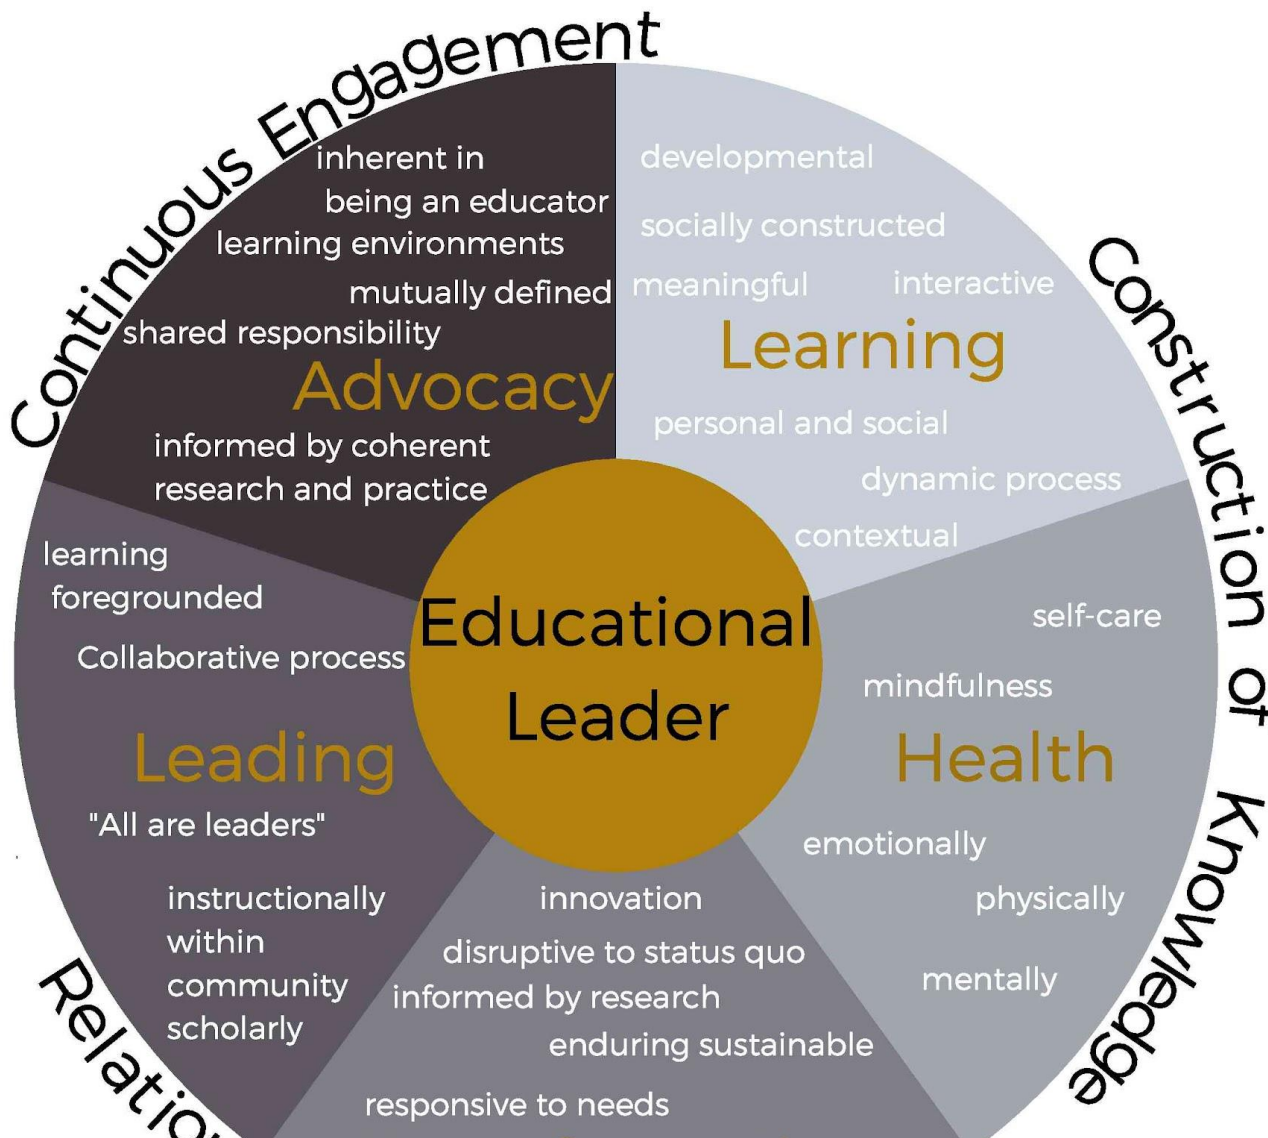 Continuous Engagement
inherent in
being an educator
learning environments
mutually defined
shared responsibility
Advocacy
informed by coherent
research and practice
developmental
socially constructed
meaningful
interactive
Learning
personal and social
dynamic process
contextual
Construction of Knowledge
Educational
Leader
learning
foregrounded
Collaborative process
Leading
"All are leaders"
instructionally
within
community
scholarly
self-care
mindfulness
Health
emotionally
physically
mentally
innovation
disruptive to status quo
informed by research
enduring sustainable
responsive to needs